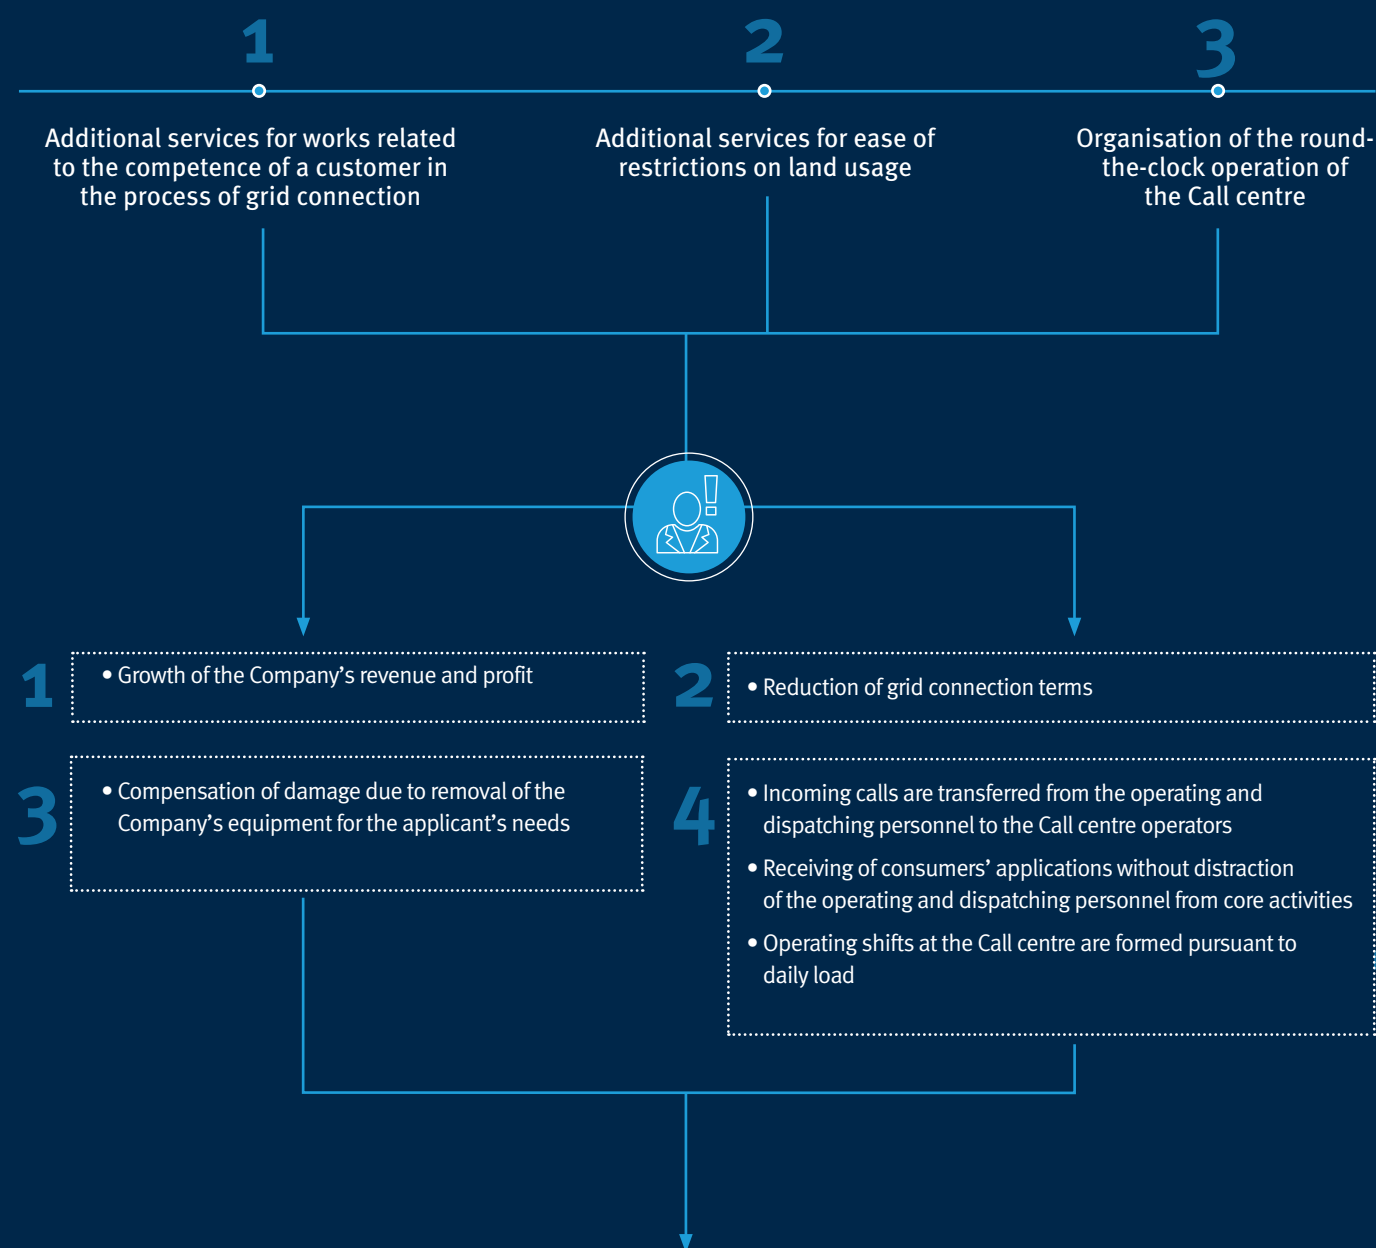 1
Additional services for works related
to the competence of a customer in
the process of grid connection
2
Additional services for ease of
restrictions on land usage
3
Organisation of the round-
the-clock operation of
the Call centre
1
• Growth of the Company's revenue and profit
2
• Reduction of grid connection terms
3
• Compensation of damage due to removal of the
Company's equipment for the applicant's needs
4
• Incoming calls are transferred from the operating and
dispatching personnel to the Call centre operators
• Receiving of consumers' applications without distraction
of the operating and dispatching personnel from core activities
• Operating shifts at the Call centre are formed pursuant to
daily load